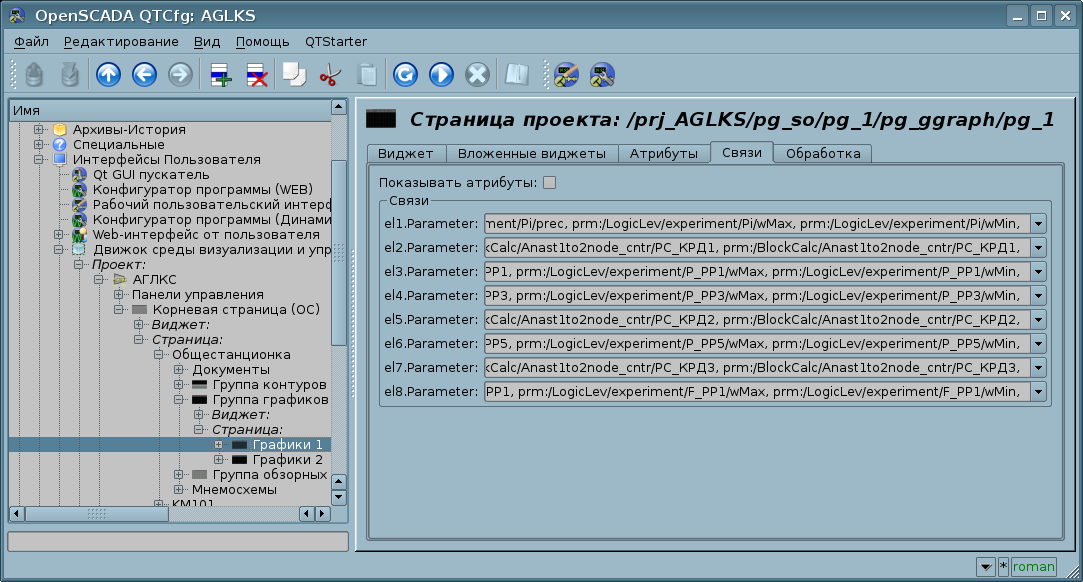 OpenSCADA QTCfg: AGLKS
Файл Редактирование Вид Помощь QTStarter
Имя
Архивы-История
Специальные
Интерфейсы Пользователя
Qt GUI пускатель
Конфигуратор программы (WEB)
Рабочий пользовательский интерф
Конфигуратор программы (Динами
Web-интерфейс от пользователя
Движок среды визуализации и упр
Проект:
АГЛКС
Панели управления
Корневая страница (ОС)
Виджет:
Страница:
Общестанционка
Документы
Группа контуров
Группа графиков
Виджет:
Страница:
Графики 1
Графики 2
Группа обзорных
Мнемосхемы
КМ101
Страница проекта: /prj_AGLKS/pg_so/pg_1/pg_ggraph/pg_1
Виджет Вложенные виджеты Атрибуты Связи Обработка
Показывать атрибуты:
Связи
el1.Parameter: ment/Pi/prec, prm:/LogicLev/experiment/Pi/wMax, prm:/LogicLev/experiment/Pi/wMin,
el2.Parameter: kCalc/Anast1to2node_cntr/PC_КРД1, prm:/BlockCalc/Anast1to2node_cntr/PC_КРД1,
el3.Parameter: PP1, prm:/LogicLev/experiment/P_PP1/wMax, prm:/LogicLev/experiment/P_PP1/wMin,
el4.Parameter: PP3, prm:/LogicLev/experiment/P_PP3/wMax, prm:/LogicLev/experiment/P_PP3/wMin,
el5.Parameter: kCalc/Anast1to2node_cntr/PC_КРД2, prm:/BlockCalc/Anast1to2node_cntr/PC_КРД2,
el6.Parameter: PP5, prm:/LogicLev/experiment/P_PP5/wMax, prm:/LogicLev/experiment/P_PP5/wMin,
el7.Parameter: kCalc/Anast1to2node_cntr/PC_КРД3, prm:/BlockCalc/Anast1to2node_cntr/PC_КРД3,
el8.Parameter: PP1, prm:/LogicLev/experiment/F_PP1/wMax, prm:/LogicLev/experiment/F_PP1/wMin,
* roman